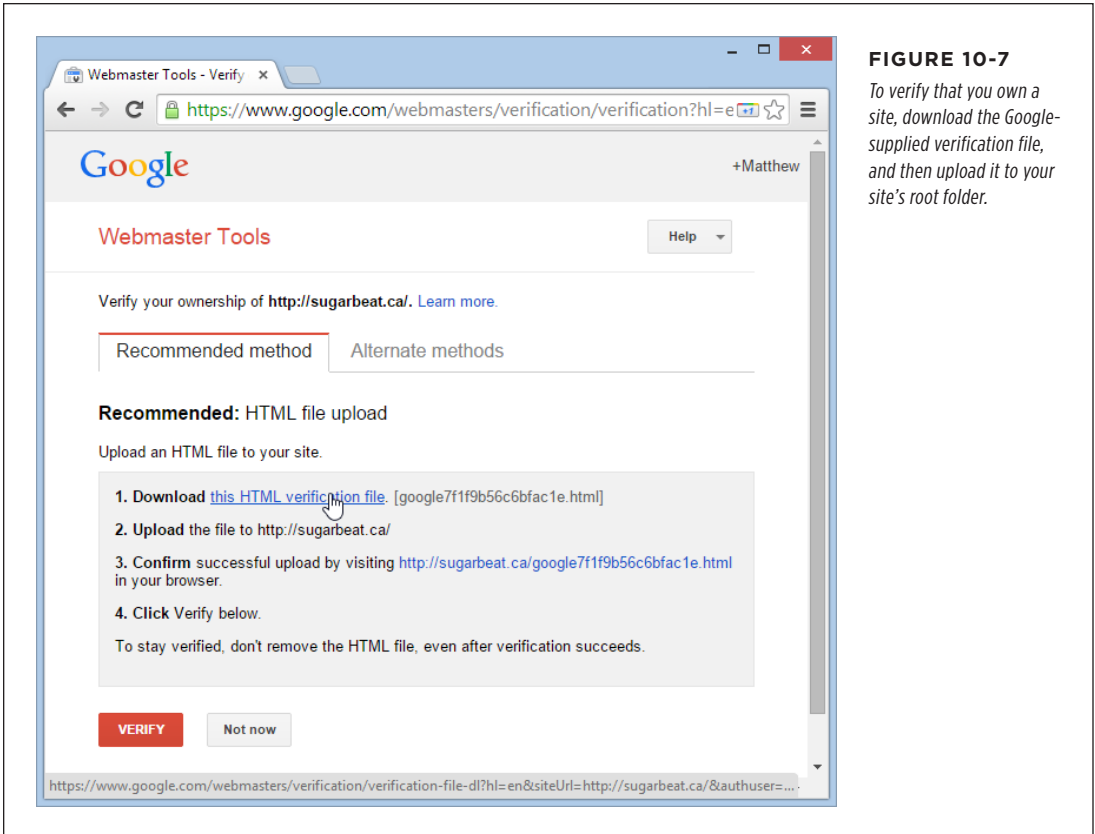 Webmaster Tools - Verify
https://www.google.com/webmasters/verification/verification?hl=e
Google
+Matthew
Webmaster Tools
Help
Verify your ownership of http://sugarbeat.ca/. Learn more.
Recommended method
Alternate methods
Recommended: HTML file upload
Upload an HTML file to your site.
1. Download this HTML verification file. [google7f1f9b56c6bfac1e.html]
2. Upload the file to http://sugarbeat.ca/
3. Confirm successful upload by visiting http://sugarbeat.ca/google7f1f9b56c6bfac1e.html
in your browser.
4. Click Verify below.
To stay verified, don't remove the HTML file, even after verification succeeds.
VERIFY
Not now
https://www.google.com/webmasters/verification/verification-file-dl?hl=en&siteUrl=http://sugarbeat.ca/&authuser=...
FIGURE 10-7
To verify that you own a
site, download the Google-
supplied verification file,
and then upload it to your
site’s root folder.